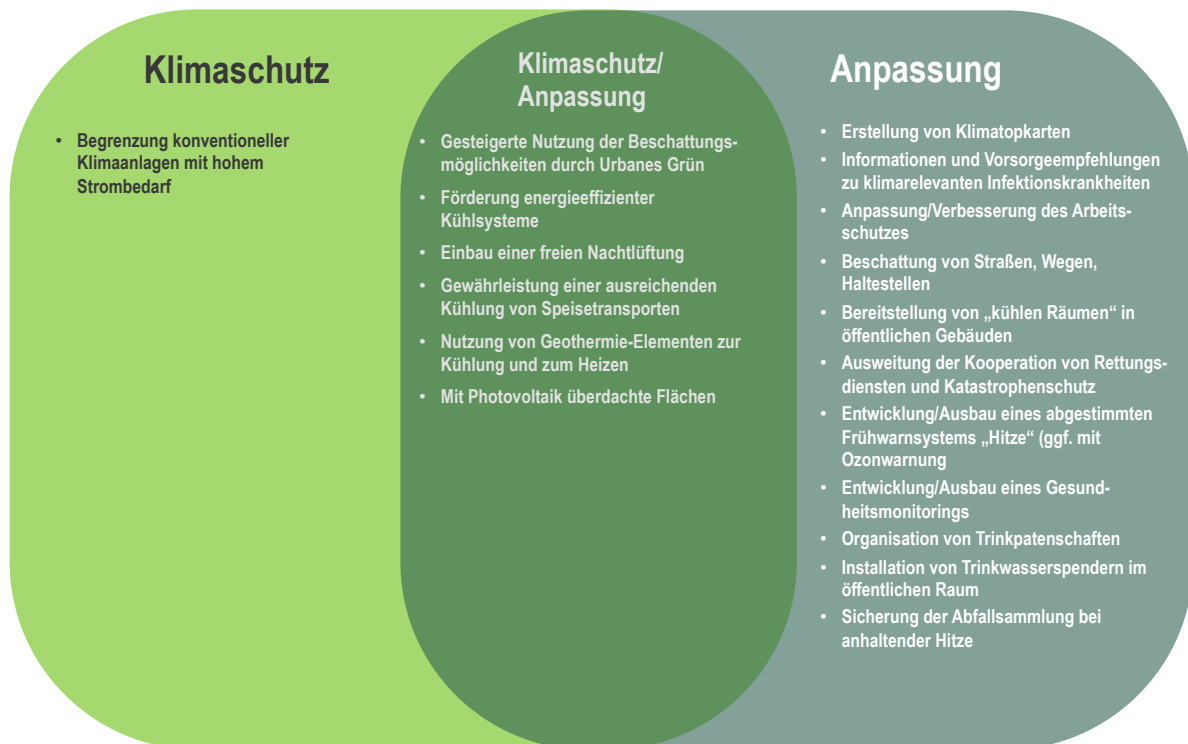 Klimaschutz
• Begrenzung konventioneller
Klimaanlagen mit hohem
Strombedarf
Klimaschutz/
Anpassung
• Gesteigerte Nutzung der Beschattungs-
möglichkeiten durch Urbanes Grün
• Förderung energieeffizienter
Kühlsysteme
• Einbau einer freien Nachtlüftung
• Gewährleistung einer ausreichenden
Kühlung von Speisetransporten
• Nutzung von Geothermie-Elementen zur
Kühlung und zum Heizen
• Mit Photovoltaik überdachte Flächen
Anpassung
• Erstellung von Klimatopkarten
• Informationen und Vorsorgeempfehlungen
zu klimarelevanten Infektionskrankheiten
• Anpassung/Verbesserung des Arbeits-
schutzes
• Beschattung von Straßen, Wegen,
Haltestellen
• Bereitstellung von „kühlen Räumen“ in
öffentlichen Gebäuden
• Ausweitung der Kooperation von Rettungs-
diensten und Katastrophenschutz
• Entwicklung/Ausbau eines abgestimmten
Frühwarnsystems „Hitze“ (ggf. mit
Ozonwarnung
• Entwicklung/Ausbau eines Gesund-
heitsmonitorings
• Organisation von Trinkpatenschaften
• Installation von Trinkwasserspendern im
öffentlichen Raum
• Sicherung der Abfallsammlung bei
anhaltender Hitze